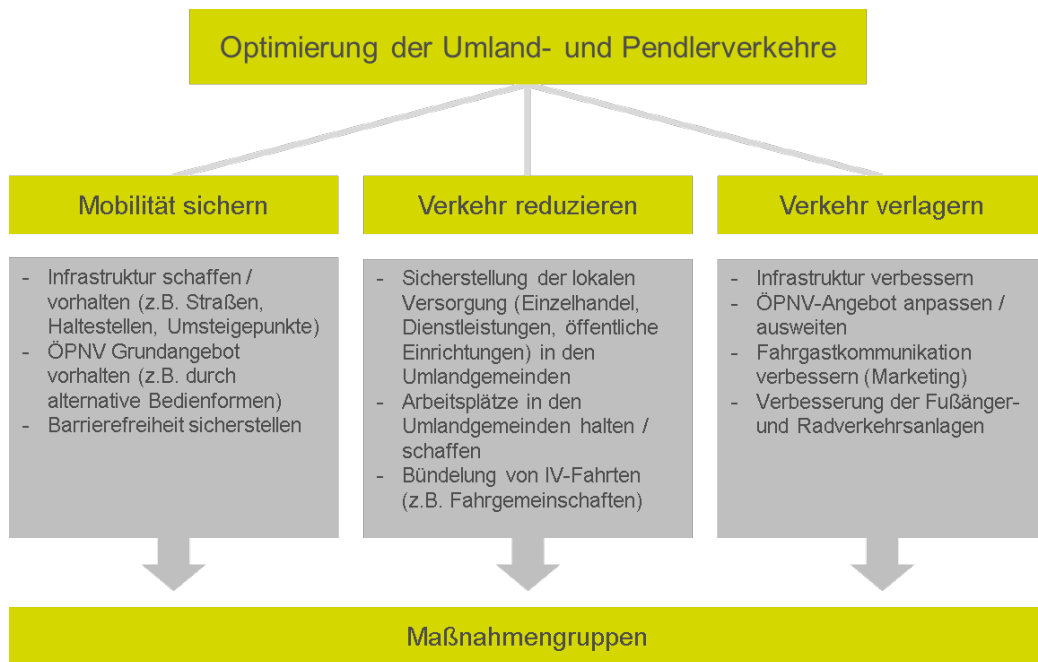 Optimierung der Umland- und Pendlerverkehre
Mobilität sichern
- Infrastruktur schaffen /
vorhalten (z.B. Straßen,
Haltestellen, Umsteigepunkte)
- ÖPNV Grundangebot
vorhalten (z.B. durch
alternative Bedienformen)
- Barrierefreiheit sicherstellen
Verkehr reduzieren
- Sicherstellung der lokalen
Versorgung (Einzelhandel,
Dienstleistungen, öffentliche
Einrichtungen) in den
Umlandgemeinden
- Arbeitsplätze in den
Umlandgemeinden halten /
schaffen
- Bündelung von IV-Fahrten
(z.B. Fahrgemeinschaften)
Verkehr verlagern
- Infrastruktur verbessern
- ÖPNV-Angebot anpassen /
ausweiten
- Fahrgastkommunikation
verbessern (Marketing)
- Verbesserung der Fußänger-
und Radverkehrsanlagen
Maßnahmengruppen